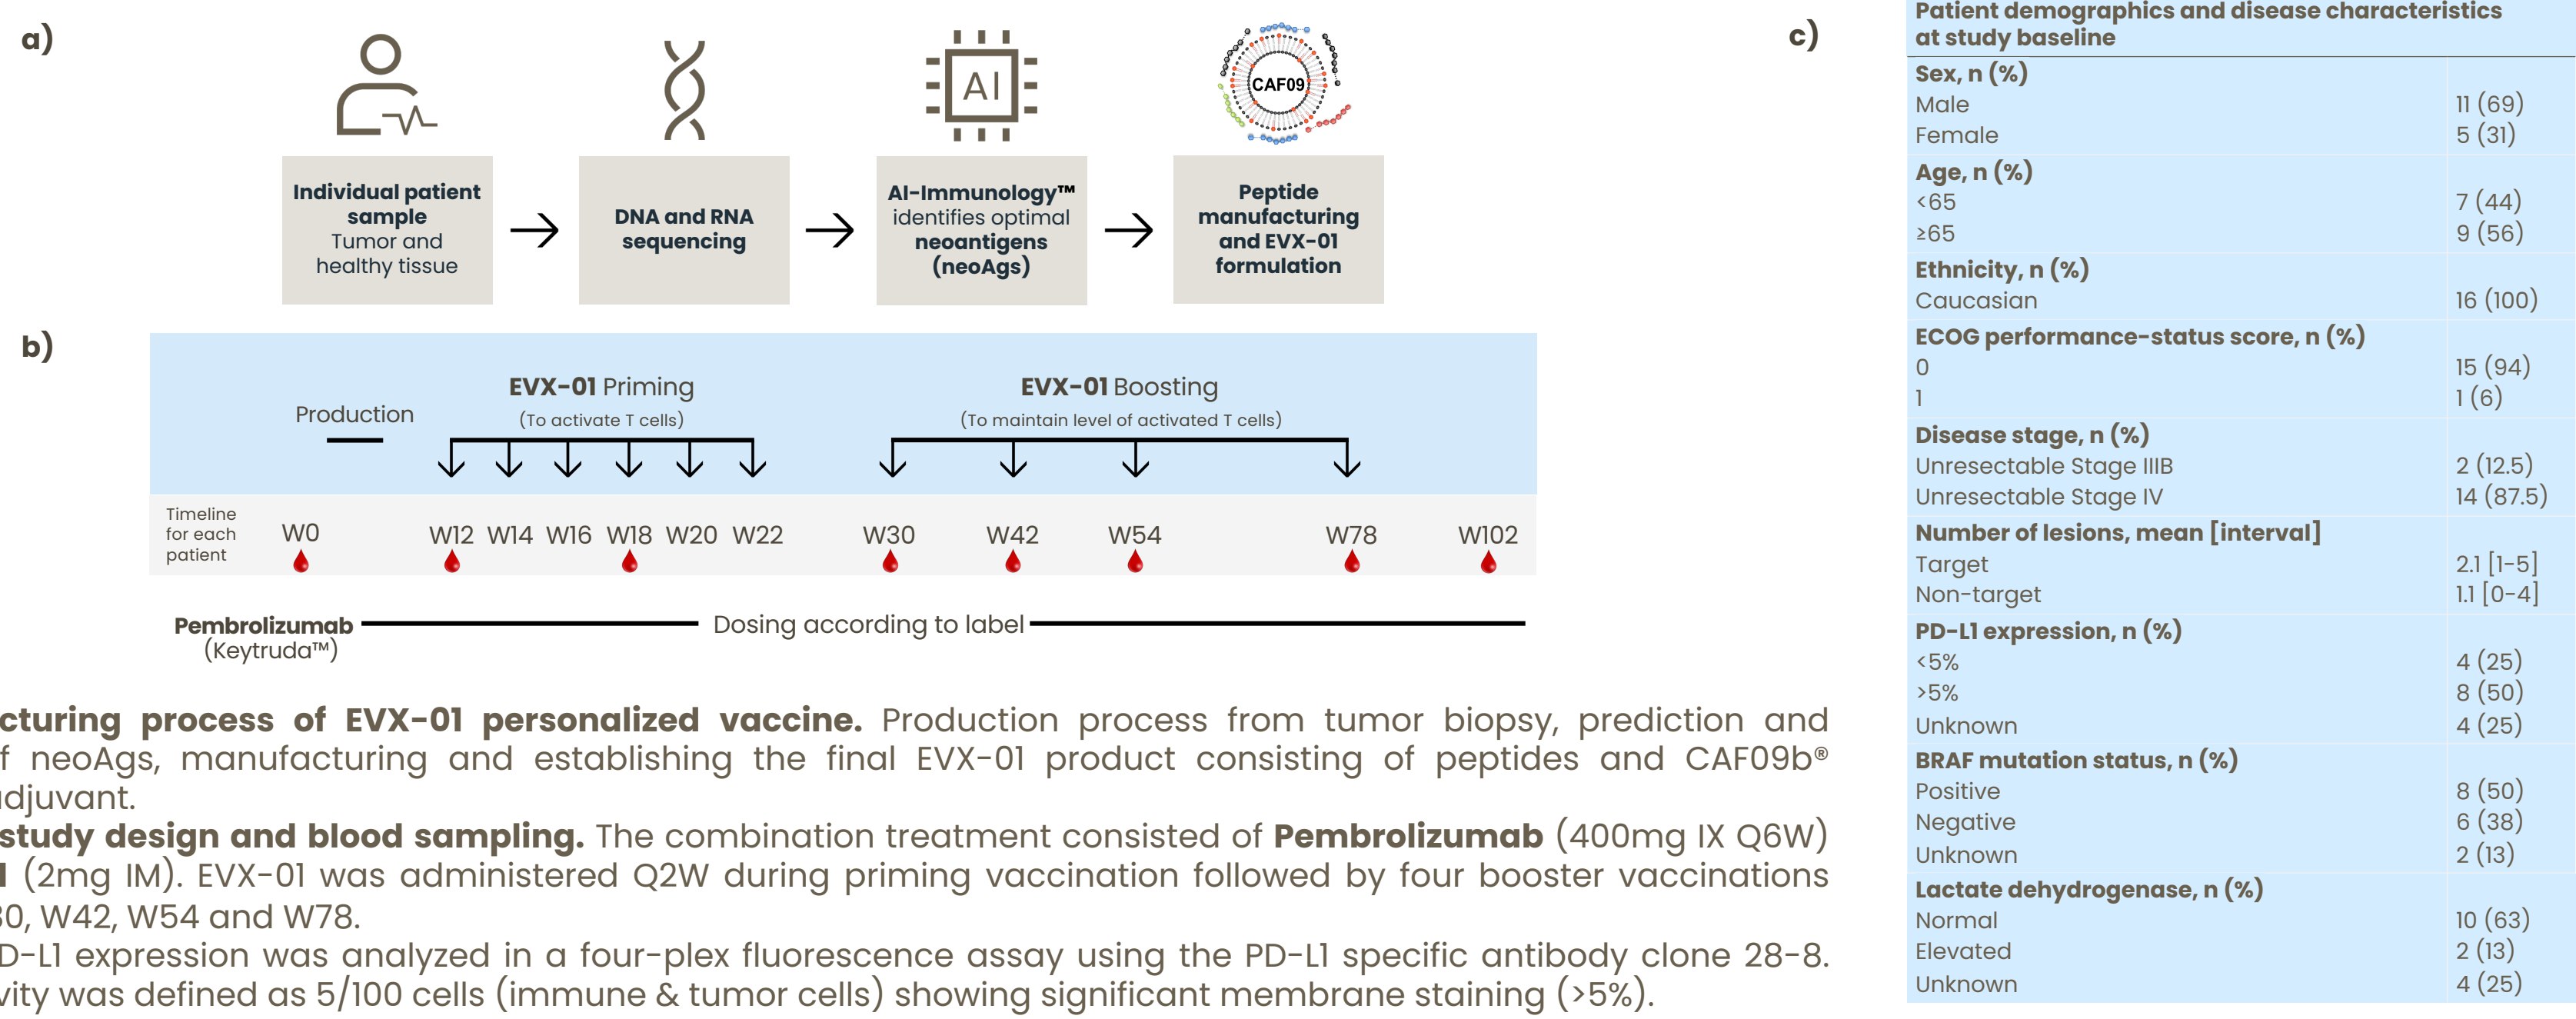 a)
AI
CAF09
Individual patient
sample
Tumor and
healthy tissue
DNA and RNA
sequencing
AI-Immunology™
identifies optimal
neoantigens
(neoAgs)
Peptide
manufacturing
and EVX-01
formulation
b)
Production
EVX-01 Priming
(To activate T cells)
EVX-01 Boosting
(To maintain level of activated T cells)
Timeline
for each
patient
W0 W12 W14 W16 W18 W20 W22 W30 W42 W54 W78 W102
Pembrolizumab
(Keytruda™)
Dosing according to label
cturing process of EVX-01 personalized vaccine. Production process from tumor biopsy, prediction and
f neoAgs, manufacturing and establishing the final EVX-01 product consisting of peptides and CAF09b®
djuvant.
study design and blood sampling. The combination treatment consisted of Pembrolizumab (400mg IX Q6W)
(2mg IM). EVX-01 was administered Q2W during priming vaccination followed by four booster vaccinations
30, W42, W54 and W78.
D-L1 expression was analyzed in a four-plex fluorescence assay using the PD-L1 specific antibody clone 28-8.
vity was defined as 5/100 cells (immune & tumor cells) showing significant membrane staining (>5%).
c)
Patient demographics and disease characteristics
at study baseline
Sex, n (%)
Male 11 (69)
Female 5 (31)
Age, n (%)
<65 7 (44)
≥65 9 (56)
Ethnicity, n (%)
Caucasian 16 (100)
ECOG performance-status score, n (%)
0 15 (94)
1 1 (6)
Disease stage, n (%)
Unresectable Stage IIIB 2 (12.5)
Unresectable Stage IV 14 (87.5)
Number of lesions, mean [interval]
Target 2.1 [1-5]
Non-target 1.1 [0-4]
PD-L1 expression, n (%)
<5% 4 (25)
>5% 8 (50)
Unknown 4 (25)
BRAF mutation status, n (%)
Positive 8 (50)
Negative 6 (38)
Unknown 2 (13)
Lactate dehydrogenase, n (%)
Normal 10 (63)
Elevated 2 (13)
Unknown 4 (25)